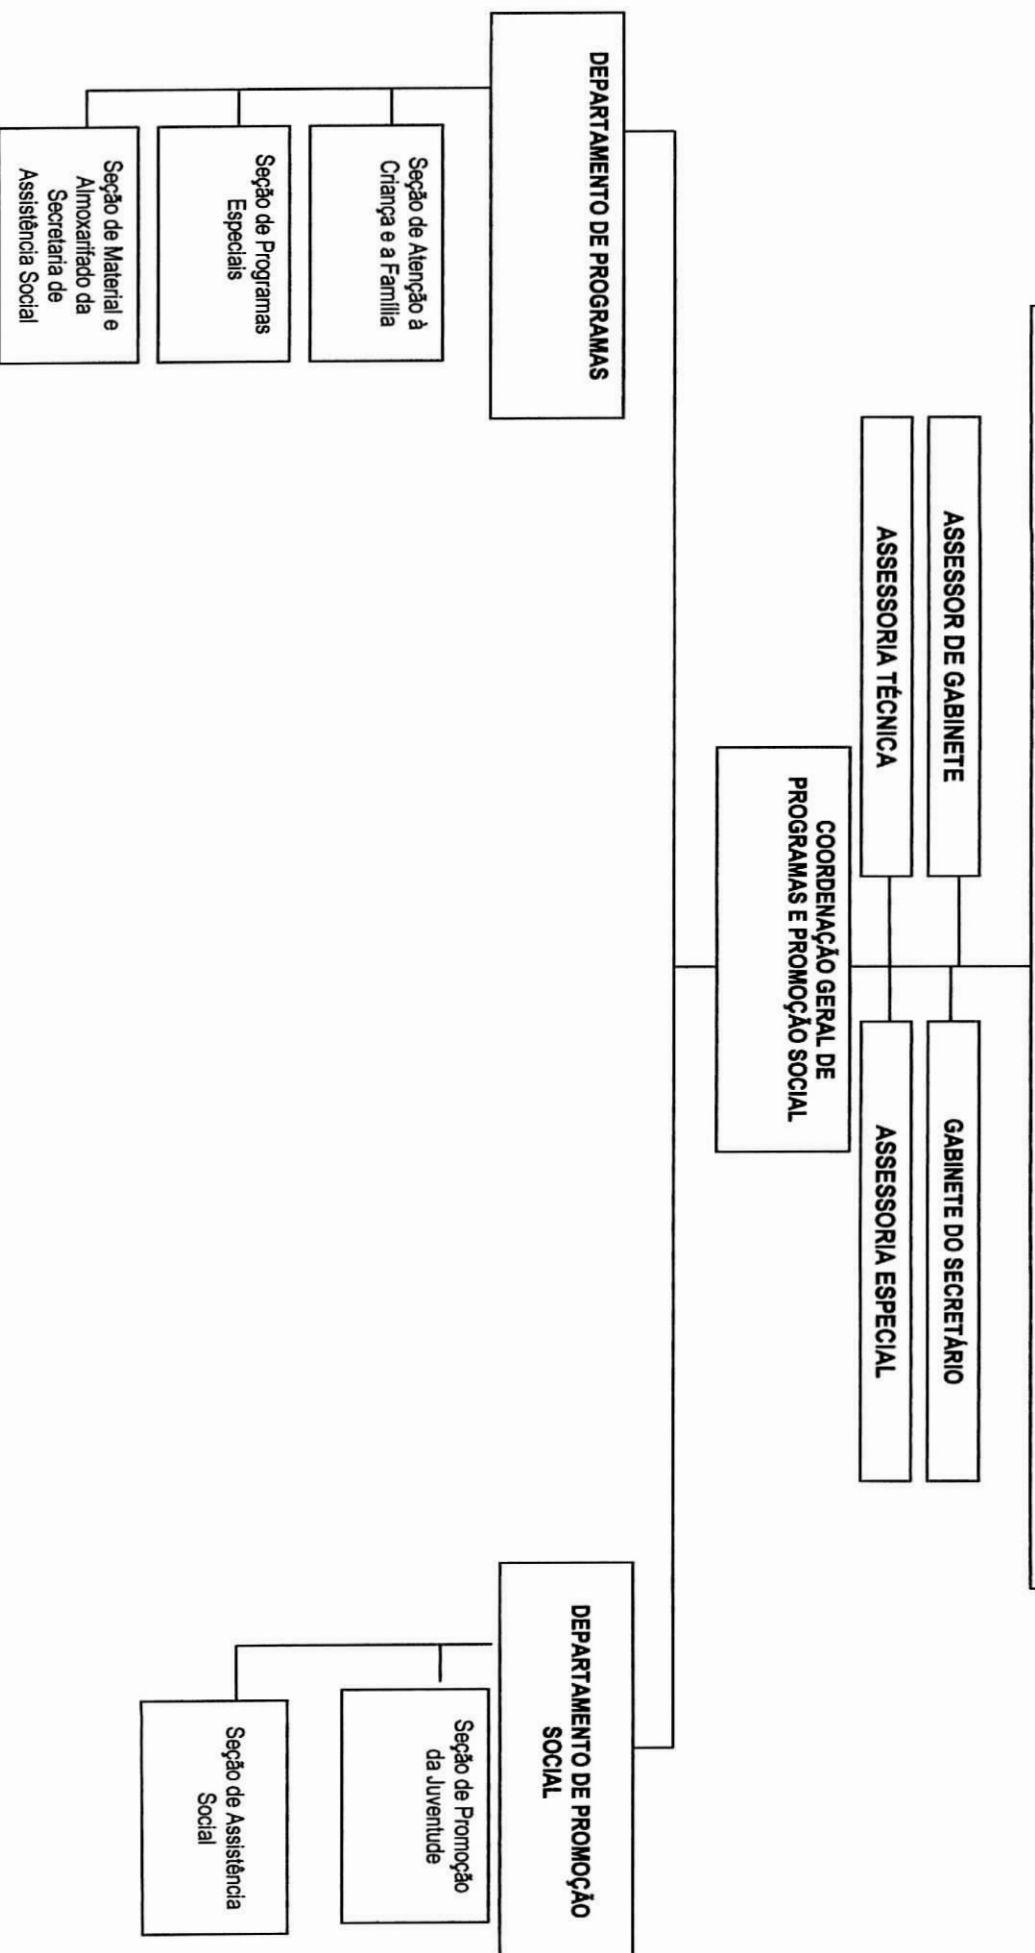 ASSESSOR DE GABINETE
GABINETE DO SECRETÁRIO
ASSESSORIA TÉCNICA
ASSESSORIA ESPECIAL
COORDENAÇÃO GERAL DE
PROGRAMAS E PROMOÇÃO SOCIAL
DEPARTAMENTO DE PROGRAMAS
Seção de Atenção à
Criança e a Família
Seção de Programas
Especiais
Seção de Material e
Almoxarifado da
Secretaria de
Assistência Social
DEPARTAMENTO DE PROMOÇÃO
SOCIAL
Seção de Promoção
da Juventude
Seção de Assistência
Social